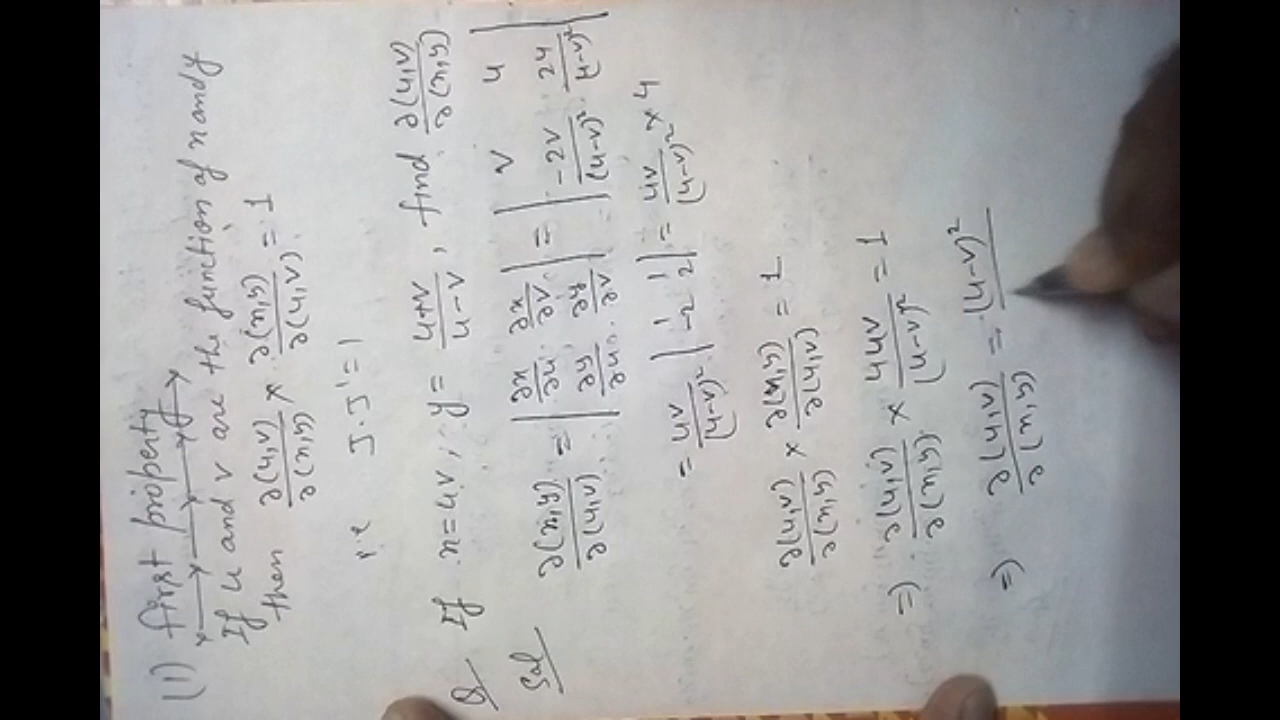 (1) first property
If u and v are the function of x and y
then ∂(u,v)/∂(x,y) × ∂(x,y)/∂(u,v) = 1
i.e J.J' = 1
Q If x = uv, y = (u+v)/(u-v), find ∂(u,v)/∂(x,y)
Sol ∂(x,y)/∂(u,v) = | ∂x/∂u ∂x/∂v ; ∂y/∂u ∂y/∂v | = | v u ; -2v/(u-v)² 2u/(u-v)² |
= uv/(u-v)² | 1 1 ; -2 2 | = uv/(u-v)² × 4
∂(u,v)/∂(x,y) × ∂(x,y)/∂(u,v) = 1
⇒ ∂(u,v)/∂(x,y) × 4uv/(u-v)² = 1
⇒ ∂(u,v)/∂(x,y) = (u-v)²